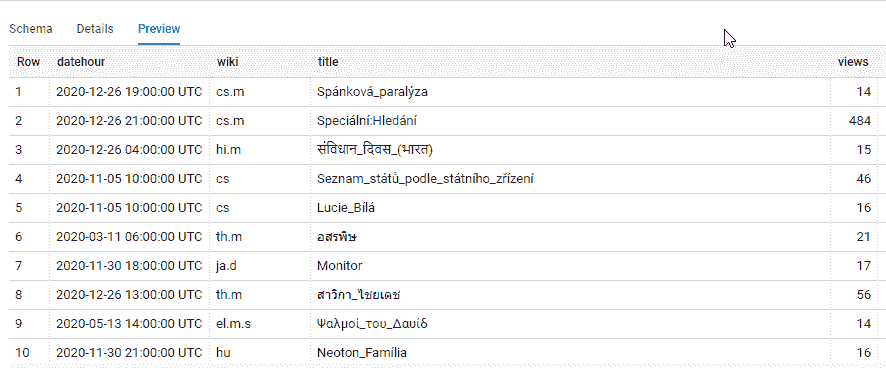 Schema Details Preview
Row datehour wiki title views
1 2020-12-26 19:00:00 UTC cs.m Spánková_paralýza 14
2 2020-12-26 21:00:00 UTC cs.m Speciální:Hledání 484
3 2020-12-26 04:00:00 UTC hi.m संविधान_दिवस_(भारत) 15
4 2020-11-05 10:00:00 UTC cs Seznam_států_podle_státního_zřízení 46
5 2020-11-05 10:00:00 UTC cs Lucie_Bílá 16
6 2020-03-11 06:00:00 UTC th.m อสรพิษ 21
7 2020-11-30 18:00:00 UTC ja.d Monitor 17
8 2020-12-26 13:00:00 UTC th.m สาวิกา_ไชยเดช 56
9 2020-05-13 14:00:00 UTC el.m.s Ψαλμοί_του_Δαυίδ 14
10 2020-11-30 21:00:00 UTC hu Neoton_Família 16